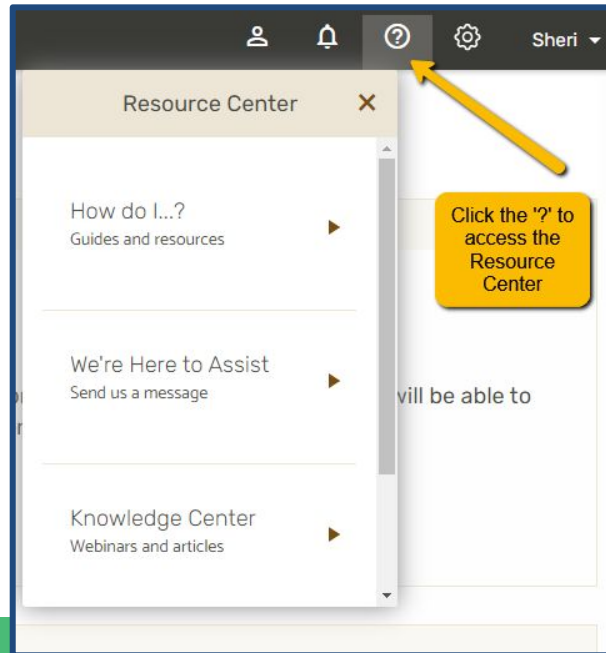 Sheri
Resource Center
How do I...?
Guides and resources
Click the '?' to
access the
Resource
Center
We're Here to Assist
Send us a message
will be able to
Knowledge Center
Webinars and articles